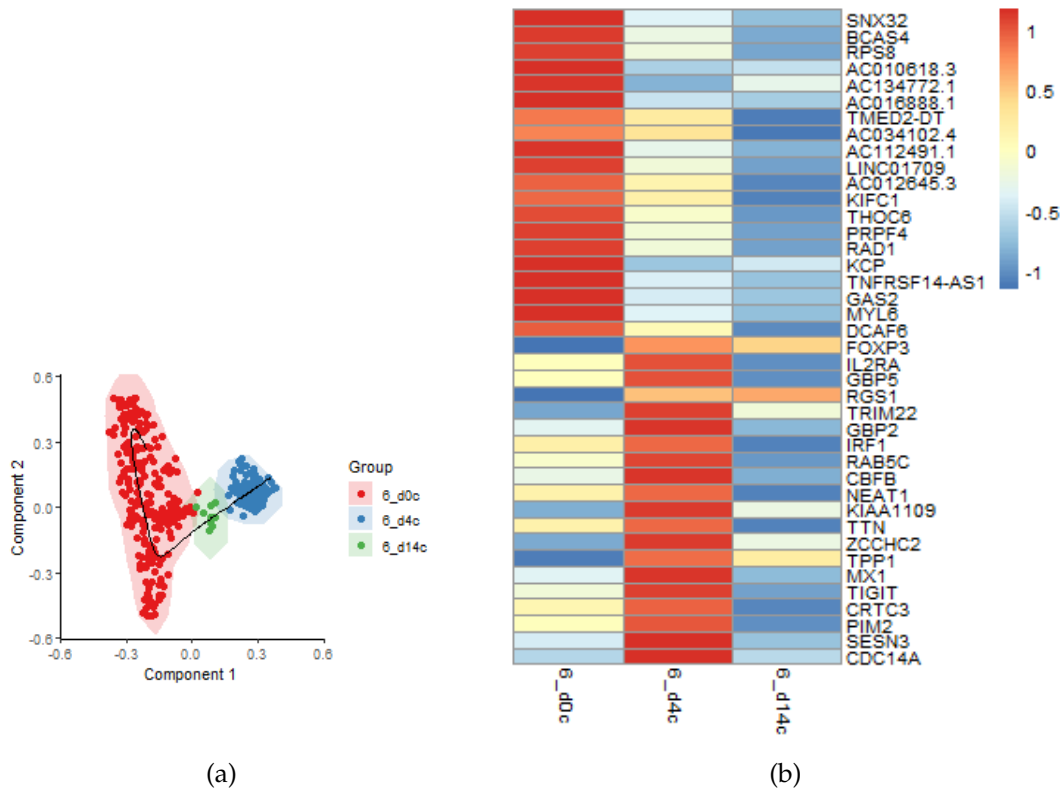 SNX32
BCAS4
RPS8
AC010618.3
AC134772.1
AC016888.1
TMED2-DT
AC034102.4
AC112491.1
LINC01709
AC012645.3
KIFC1
THOC6
PRPF4
RAD1
KCP
TNFRSF14-AS1
GAS2
MYL6
DCAF6
FOXP3
IL2RA
GBP5
RGS1
TRIM22
GBP2
IRF1
RAB5C
CBFB
NEAT1
KIAA1109
TTN
ZCCHC2
TPP1
MX1
TIGIT
CRTC3
PIM2
SESN3
CDC14A
1
0.5
0
-0.5
-1
6_d0c
6_d4c
6_d14c
0.6
0.3
0.0
-0.3
-0.6
Component 2
-0.6
-0.3
0.0
0.3
0.6
Component 1
Group
6_d0c
6_d4c
6_d14c
(a)
(b)